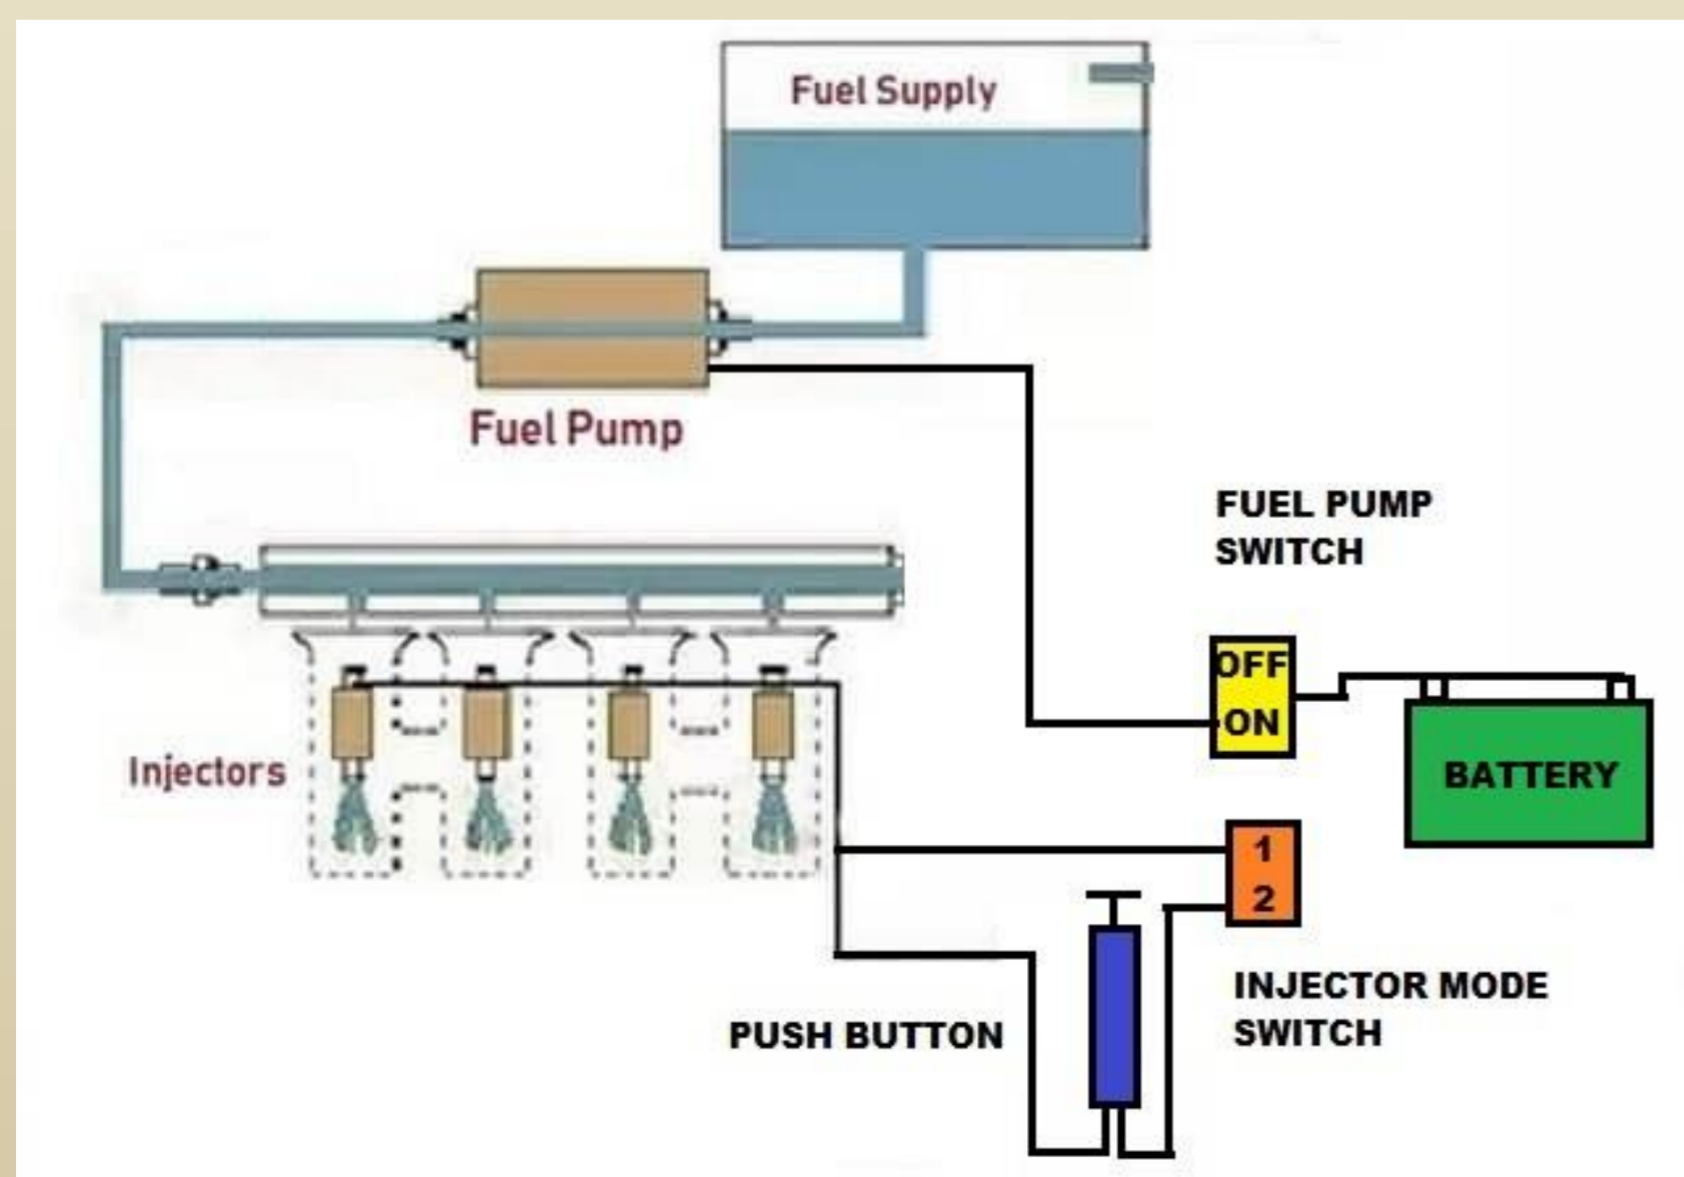 Fuel Supply
Fuel Pump
FUEL PUMP
SWITCH
OFF
ON
BATTERY
Injectors
1
2
INJECTOR MODE
SWITCH
PUSH BUTTON